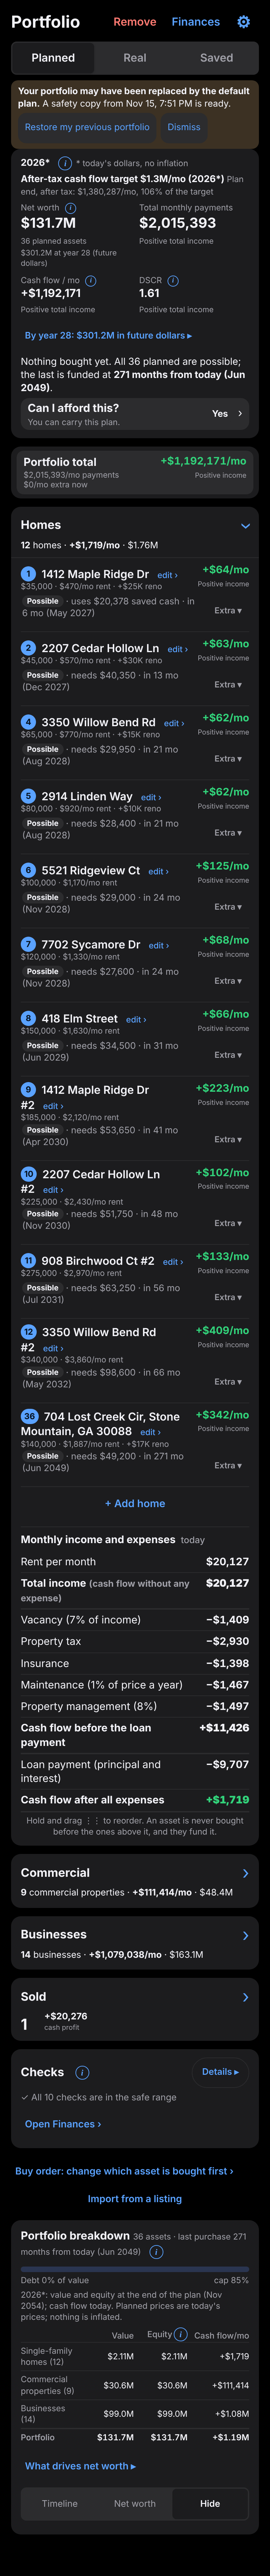 Portfolio Remove Finances
Planned Real Saved
Your portfolio may have been replaced by the default
plan. A safety copy from Nov 15, 7:51 PM is ready.
Restore my previous portfolio Dismiss
2026* i * today's dollars, no inflation
After-tax cash flow target $1.3M/mo (2026*) Plan
end, after tax: $1,380,287/mo, 106% of the target
Net worth i Total monthly payments
$131.7M $2,015,393
36 planned assets Positive total income
$301.2M at year 28 (future
dollars)
Cash flow / mo i DSCR i
+$1,192,171 1.61
Positive total income Positive total income
By year 28: $301.2M in future dollars ▸
Nothing bought yet. All 36 planned are possible;
the last is funded at 271 months from today (Jun
2049).
Can I afford this? Yes ›
You can carry this plan.
Portfolio total +$1,192,171/mo
$2,015,393/mo payments Positive income
$0/mo extra now
Homes
12 homes · +$1,719/mo · $1.76M
1 1412 Maple Ridge Dr edit › +$64/mo
$35,000 · $470/mo rent · +$25K reno Positive income
Possible · uses $20,378 saved cash · in
6 mo (May 2027) Extra ▾
2 2207 Cedar Hollow Ln edit › +$63/mo
$45,000 · $570/mo rent · +$30K reno Positive income
Possible · needs $40,350 · in 13 mo
(Dec 2027) Extra ▾
4 3350 Willow Bend Rd edit › +$62/mo
$65,000 · $770/mo rent · +$15K reno Positive income
Possible · needs $29,950 · in 21 mo
(Aug 2028) Extra ▾
5 2914 Linden Way edit › +$62/mo
$80,000 · $920/mo rent · +$10K reno Positive income
Possible · needs $28,400 · in 21 mo
(Aug 2028) Extra ▾
6 5521 Ridgeview Ct edit › +$125/mo
$100,000 · $1,170/mo rent Positive income
Possible · needs $29,000 · in 24 mo
(Nov 2028) Extra ▾
7 7702 Sycamore Dr edit › +$68/mo
$120,000 · $1,330/mo rent Positive income
Possible · needs $27,600 · in 24 mo
(Nov 2028) Extra ▾
8 418 Elm Street edit › +$66/mo
$150,000 · $1,630/mo rent Positive income
Possible · needs $34,500 · in 31 mo
(Jun 2029) Extra ▾
9 1412 Maple Ridge Dr +$223/mo
#2 edit › Positive income
$185,000 · $2,120/mo rent
Possible · needs $53,650 · in 41 mo
(Apr 2030) Extra ▾
10 2207 Cedar Hollow Ln +$102/mo
#2 edit › Positive income
$225,000 · $2,430/mo rent
Possible · needs $51,750 · in 48 mo
(Nov 2030) Extra ▾
11 908 Birchwood Ct #2 edit › +$133/mo
$275,000 · $2,970/mo rent Positive income
Possible · needs $63,250 · in 56 mo
(Jul 2031) Extra ▾
12 3350 Willow Bend Rd +$409/mo
#2 edit › Positive income
$340,000 · $3,860/mo rent
Possible · needs $98,600 · in 66 mo
(May 2032) Extra ▾
36 704 Lost Creek Cir, Stone +$342/mo
Mountain, GA 30088 edit › Positive income
$140,000 · $1,887/mo rent · +$17K reno
Possible · needs $49,200 · in 271 mo
(Jun 2049) Extra ▾
+ Add home
Monthly income and expenses today
Rent per month $20,127
Total income (cash flow without any $20,127
expense)
Vacancy (7% of income) −$1,409
Property tax −$2,930
Insurance −$1,398
Maintenance (1% of price a year) −$1,467
Property management (8%) −$1,497
Cash flow before the loan +$11,426
payment
Loan payment (principal and −$9,707
interest)
Cash flow after all expenses +$1,719
Hold and drag ⋮⋮ to reorder. An asset is never bought
before the ones above it, and they fund it.
Commercial
9 commercial properties · +$111,414/mo · $48.4M
Businesses
14 businesses · +$1,079,038/mo · $163.1M
Sold
1 +$20,276
cash profit
Checks i Details ▸
✓ All 10 checks are in the safe range
Open Finances ›
Buy order: change which asset is bought first ›
Import from a listing
Portfolio breakdown 36 assets · last purchase 271
months from today (Jun 2049) i
Debt 0% of value cap 85%
2026*: value and equity at the end of the plan (Nov
2054); cash flow today. Planned prices are today's
prices; nothing is inflated.
Value Equity i Cash flow/mo
Single-family
homes (12) $2.11M $2.11M +$1,719
Commercial
properties (9) $30.6M $30.6M +$111,414
Businesses
(14) $99.0M $99.0M +$1.08M
Portfolio $131.7M $131.7M +$1.19M
What drives net worth ▸
Timeline Net worth Hide